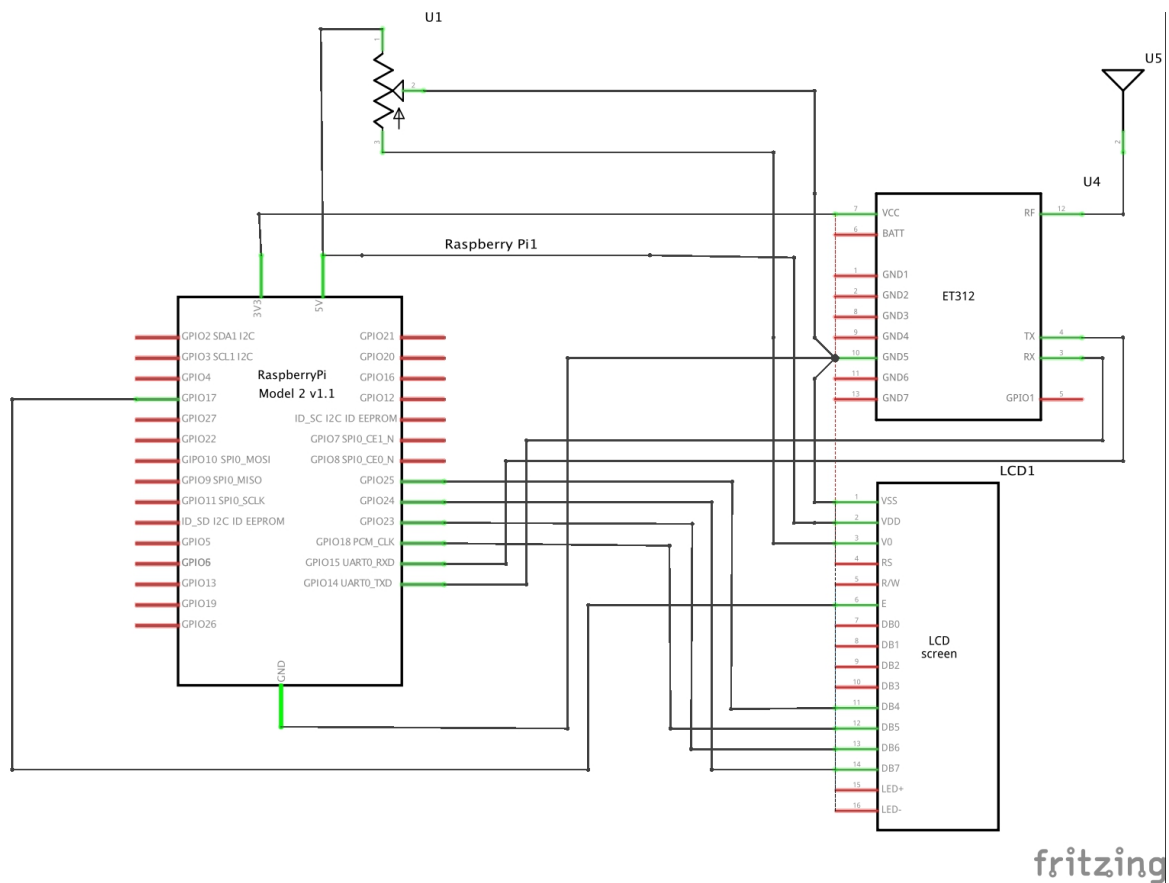 U1
1
2
3
U5
2
U4
Raspberry Pi1
3V3
5V
RaspberryPi
Model 2 v1.1
GPIO2 SDA1 I2C
GPIO3 SCL1 I2C
GPIO4
GPIO17
GPIO27
GPIO22
GIPO10 SPI0_MOSI
GPIO9 SPI0_MISO
GPIO11 SPI0_SCLK
ID_SD I2C ID EEPROM
GPIO5
GPIO6
GPIO13
GPIO19
GPIO26
GPIO21
GPIO20
GPIO16
GPIO12
ID_SC I2C ID EEPROM
GPIO7 SPI0_CE1_N
GPIO8 SPI0_CE0_N
GPIO25
GPIO24
GPIO23
GPIO18 PCM_CLK
GPIO15 UART0_RXD
GPIO14 UART0_TXD
GND
ET312
7 VCC
6 BATT
1 GND1
2 GND2
8 GND3
9 GND4
10 GND5
11 GND6
13 GND7
RF 12
TX 4
RX 3
GPIO1 5
LCD1
LCD
screen
1 VSS
2 VDD
3 V0
4 RS
5 R/W
6 E
7 DB0
8 DB1
9 DB2
10 DB3
11 DB4
12 DB5
13 DB6
14 DB7
15 LED+
16 LED-
fritzing